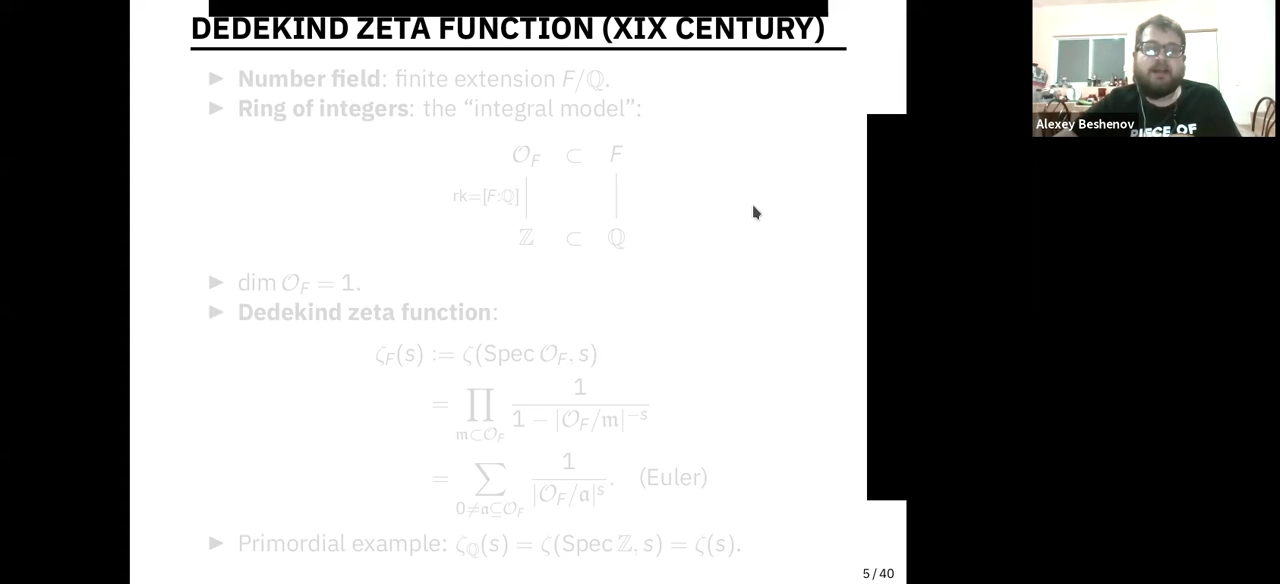 DEDEKIND ZETA FUNCTION (XIX CENTURY)
► Number field: finite extension F/ℚ.
► Ring of integers: the “integral model”:
𝒪_F ⊂ F
rk=[F:ℚ]
ℤ ⊂ ℚ
► dim 𝒪_F = 1.
► Dedekind zeta function:
ζ_F(s) := ζ(Spec 𝒪_F, s)
= ∏_{𝔪⊂𝒪_F} 1 / (1 − |𝒪_F/𝔪|^{−s})
= ∑_{0≠𝔞⊆𝒪_F} 1 / |𝒪_F/𝔞|^s. (Euler)
► Primordial example: ζ_ℚ(s) = ζ(Spec ℤ, s) = ζ(s).
5 / 40
Alexey Beshenov
PIECE OF